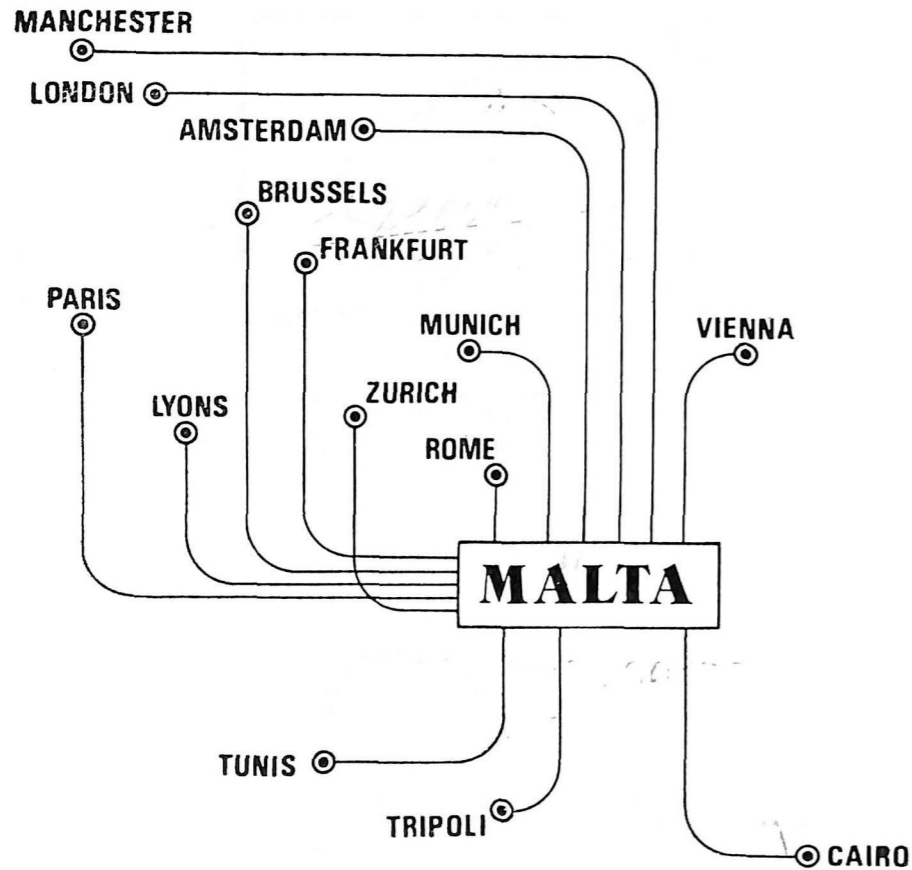 MANCHESTER
LONDON
AMSTERDAM
BRUSSELS
FRANKFURT
PARIS
MUNICH
VIENNA
ZURICH
LYONS
ROME
MALTA
TUNIS
TRIPOLI
CAIRO